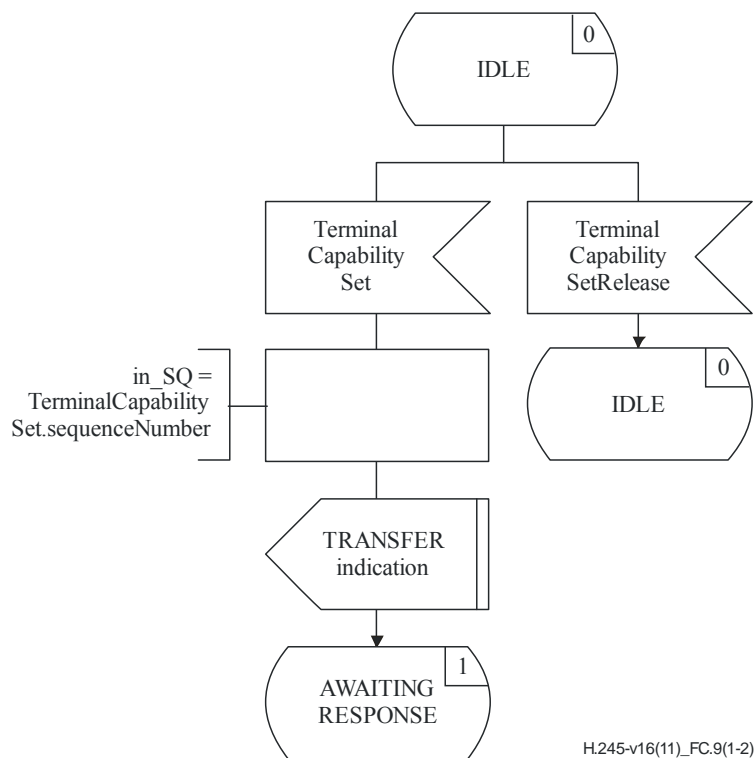 0
IDLE
Terminal
Capability
Set
Terminal
Capability
SetRelease
in_SQ =
TerminalCapability
Set.sequenceNumber
0
IDLE
TRANSFER
indication
1
AWAITING
RESPONSE
H.245-v16(11)_FC.9(1-2)